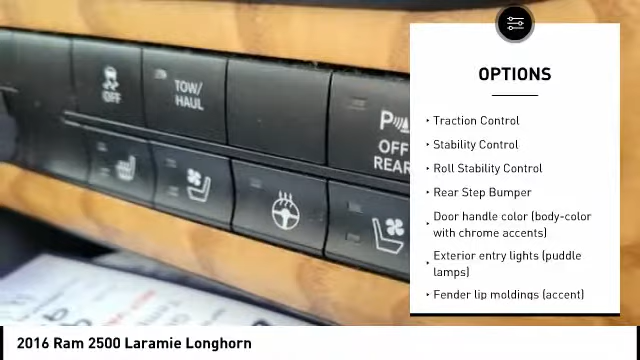 OFF
TOW/
HAUL
P
OFF
REAR
OPTIONS
‣ Traction Control
‣ Stability Control
‣ Roll Stability Control
‣ Rear Step Bumper
‣ Door handle color (body-color
with chrome accents)
‣ Exterior entry lights (puddle
lamps)
‣ Fender lip moldings (accent)
2016 Ram 2500 Laramie Longhorn